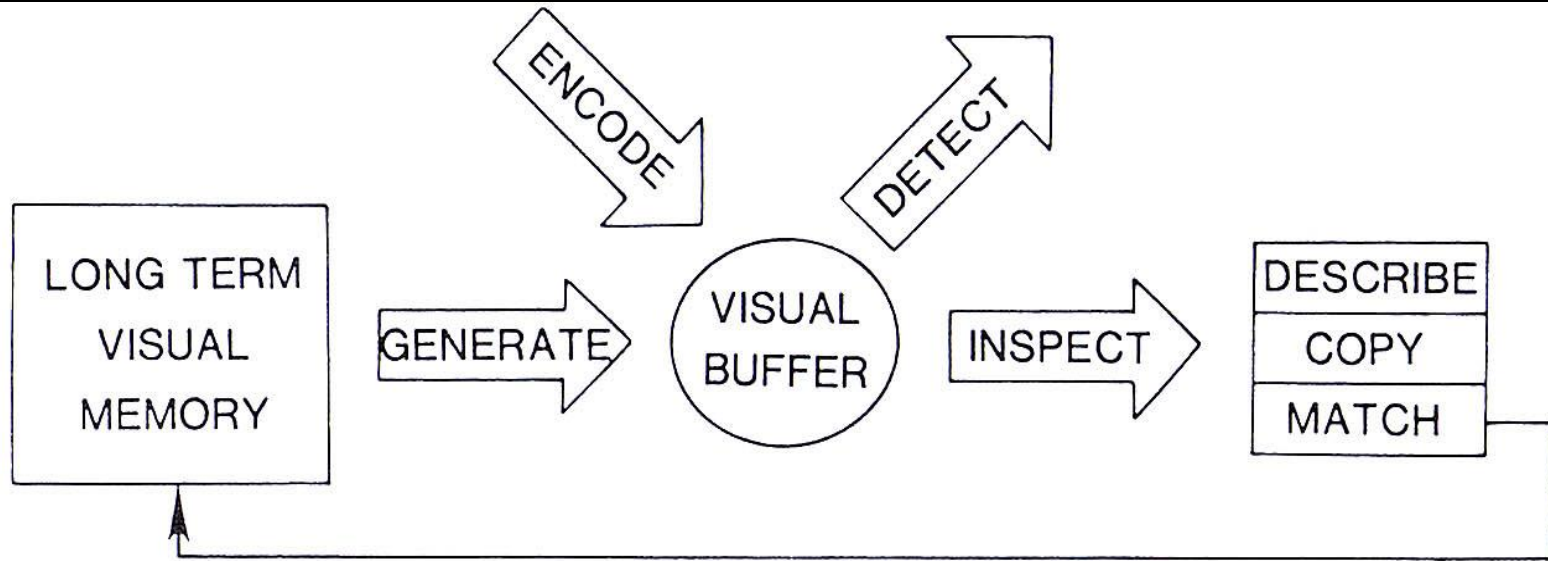 ENCODE
DETECT
LONG TERM
VISUAL
MEMORY
GENERATE
VISUAL
BUFFER
INSPECT
DESCRIBE
COPY
MATCH